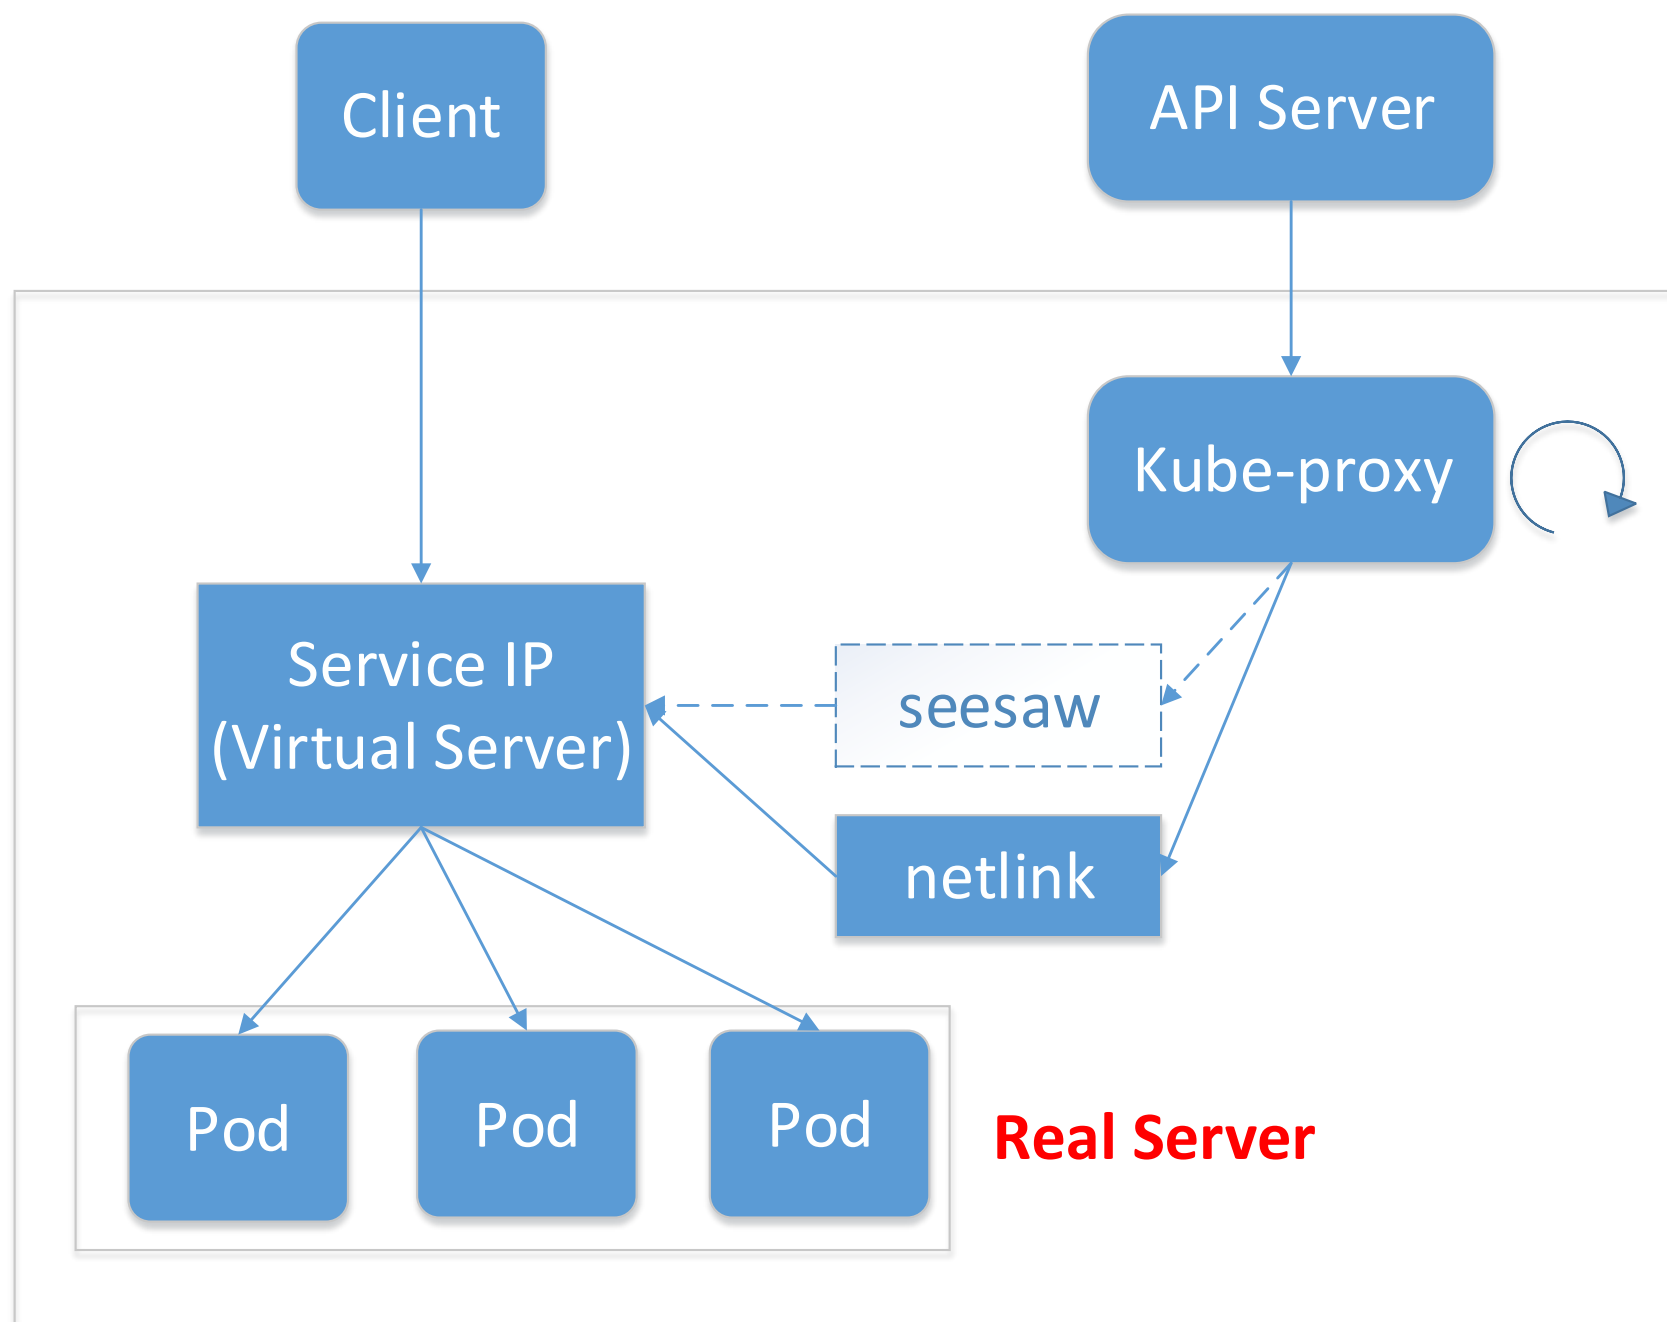 Client
API Server
Kube-proxy
Service IP
(Virtual Server)
seesaw
netlink
Pod
Pod
Pod
Real Server